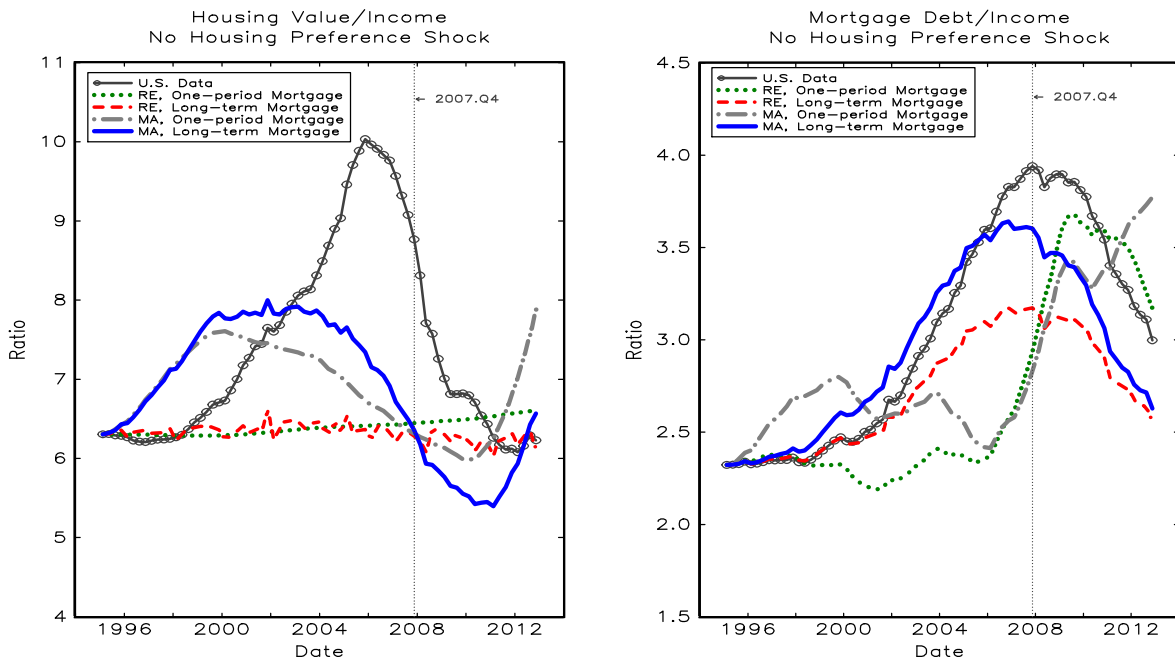 Housing Value/Income
No Housing Preference Shock
11
10
9
8
7
6
5
4
Ratio
U.S. Data
RE, One-period Mortgage
RE, Long-term Mortgage
MA, One-period Mortgage
MA, Long-term Mortgage
← 2007.Q4
1996 2000 2004 2008 2012
Date
Mortgage Debt/Income
No Housing Preference Shock
4.5
4.0
3.5
3.0
2.5
2.0
1.5
Ratio
U.S. Data
RE, One-period Mortgage
RE, Long-term Mortgage
MA, One-period Mortgage
MA, Long-term Mortgage
← 2007.Q4
1996 2000 2004 2008 2012
Date